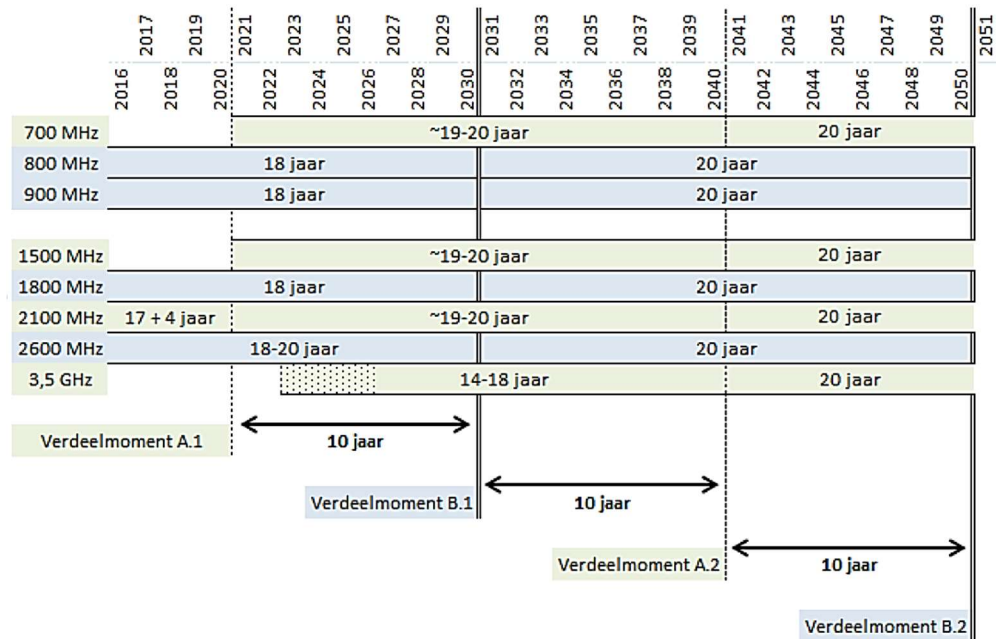 2017 2019 2021 2023 2025 2027 2029 2031 2033 2035 2037 2039 2041 2043 2045 2047 2049 2051
2016 2018 2020 2022 2024 2026 2028 2030 2032 2034 2036 2038 2040 2042 2044 2046 2048 2050
700 MHz ~19-20 jaar 20 jaar
800 MHz 18 jaar 20 jaar
900 MHz 18 jaar 20 jaar
1500 MHz ~19-20 jaar 20 jaar
1800 MHz 18 jaar 20 jaar
2100 MHz 17 + 4 jaar ~19-20 jaar 20 jaar
2600 MHz 18-20 jaar 20 jaar
3,5 GHz 14-18 jaar 20 jaar
Verdeelmoment A.1 10 jaar
Verdeelmoment B.1 10 jaar
Verdeelmoment A.2 10 jaar
Verdeelmoment B.2